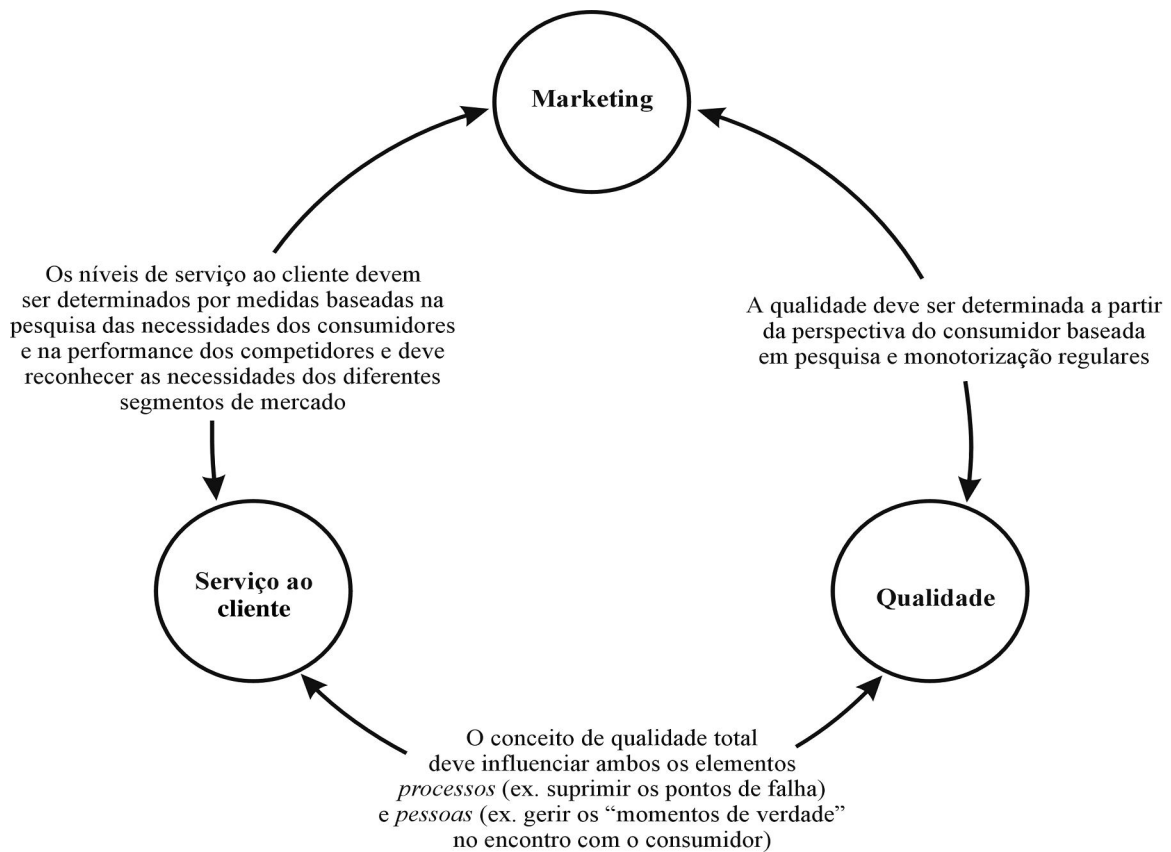 Marketing
Os níveis de serviço ao cliente devem
ser determinados por medidas baseadas na
pesquisa das necessidades dos consumidores
e na performance dos competidores e deve
reconhecer as necessidades dos diferentes
segmentos de mercado
A qualidade deve ser determinada a partir
da perspectiva do consumidor baseada
em pesquisa e monotorização regulares
Serviço ao
cliente
Qualidade
O conceito de qualidade total
deve influenciar ambos os elementos
processos (ex. suprimir os pontos de falha)
e pessoas (ex. gerir os “momentos de verdade”
no encontro com o consumidor)